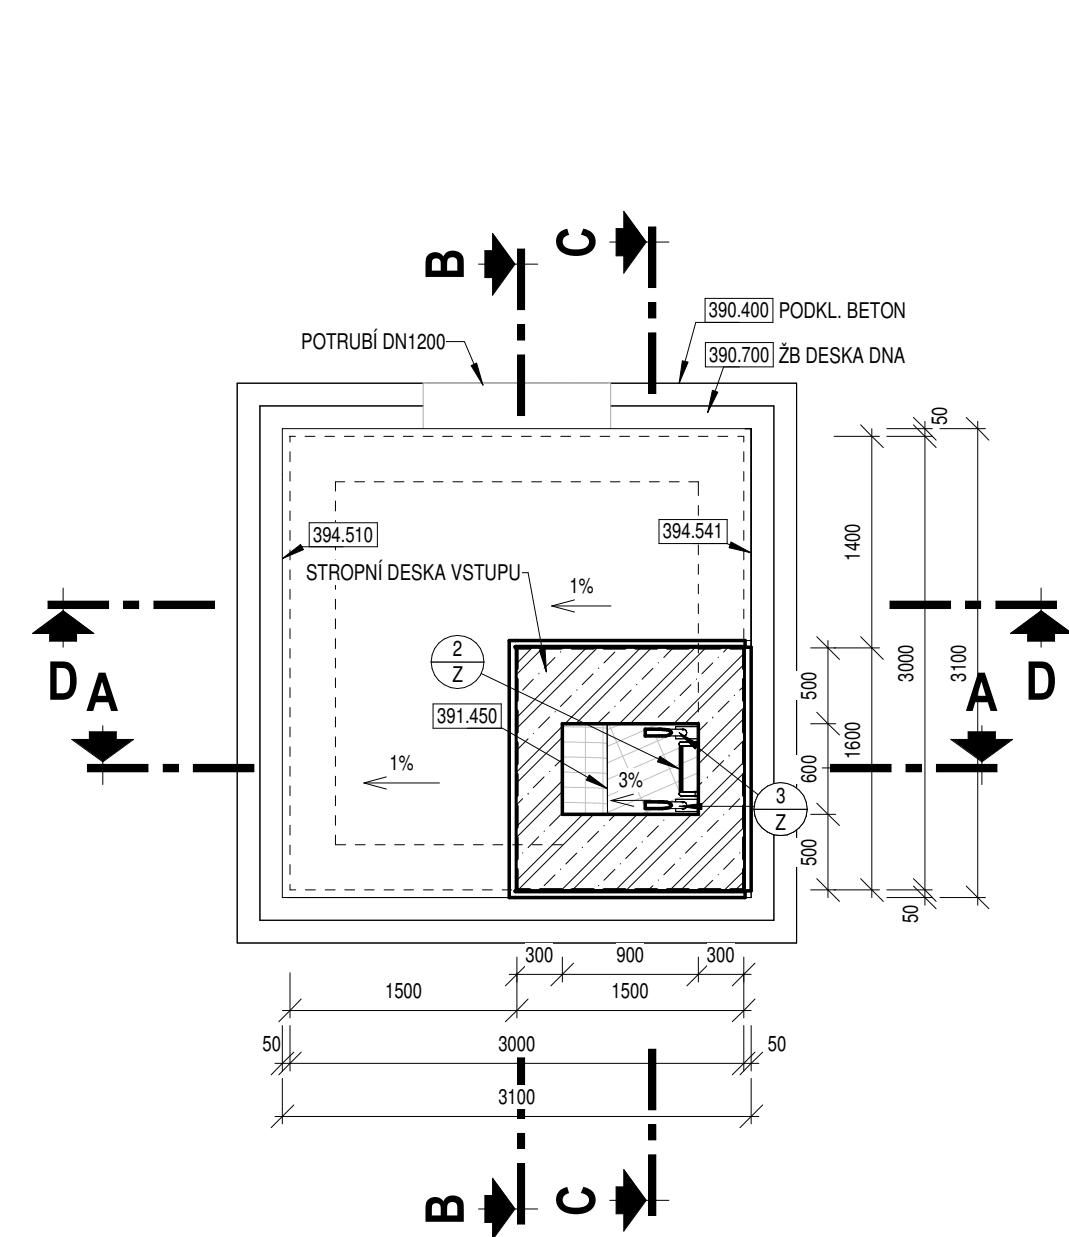 C
B
390.400 PODKL. BETON
POTRUBÍ DN1200
390.700 ŽB DESKA DNA
50
394.510
394.541
1400
STROPNÍ DESKA VSTUPU
1%
2
Z
3000
3100
D
A
500
A
D
391.450
1600
1%
3%
600
3
Z
500
50
300
900
300
1500
1500
50
3000
50
3100
B
C